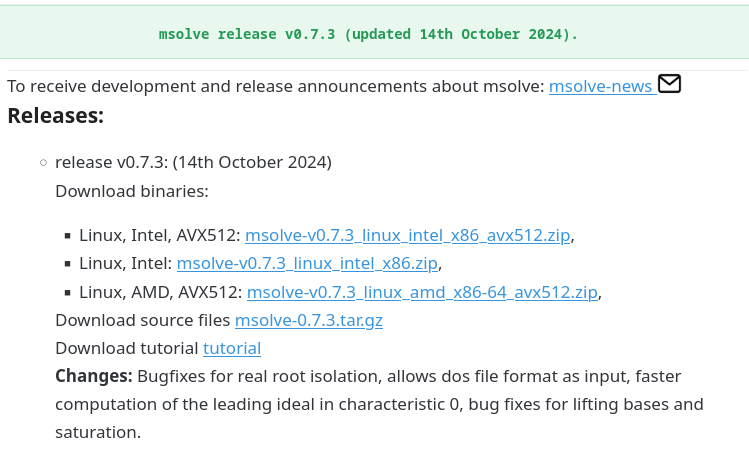 msolve release v0.7.3 (updated 14th October 2024).
To receive development and release announcements about msolve: msolve-news
Releases:
release v0.7.3: (14th October 2024)
Download binaries:
Linux, Intel, AVX512: msolve-v0.7.3_linux_intel_x86_avx512.zip,
Linux, Intel: msolve-v0.7.3_linux_intel_x86.zip,
Linux, AMD, AVX512: msolve-v0.7.3_linux_amd_x86-64_avx512.zip,
Download source files msolve-0.7.3.tar.gz
Download tutorial tutorial
Changes: Bugfixes for real root isolation, allows dos file format as input, faster
computation of the leading ideal in characteristic 0, bug fixes for lifting bases and
saturation.